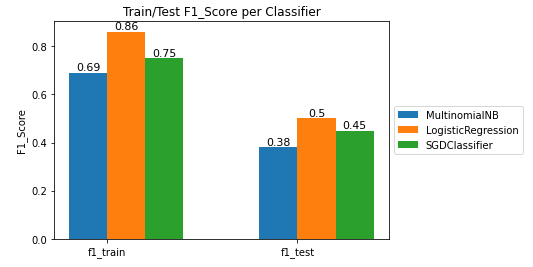 Train/Test F1_Score per Classifier
F1_Score
0.8
0.6
0.4
0.2
0.0
0.69
0.86
0.75
0.38
0.5
0.45
f1_train
f1_test
MultinomialNB
LogisticRegression
SGDClassifier